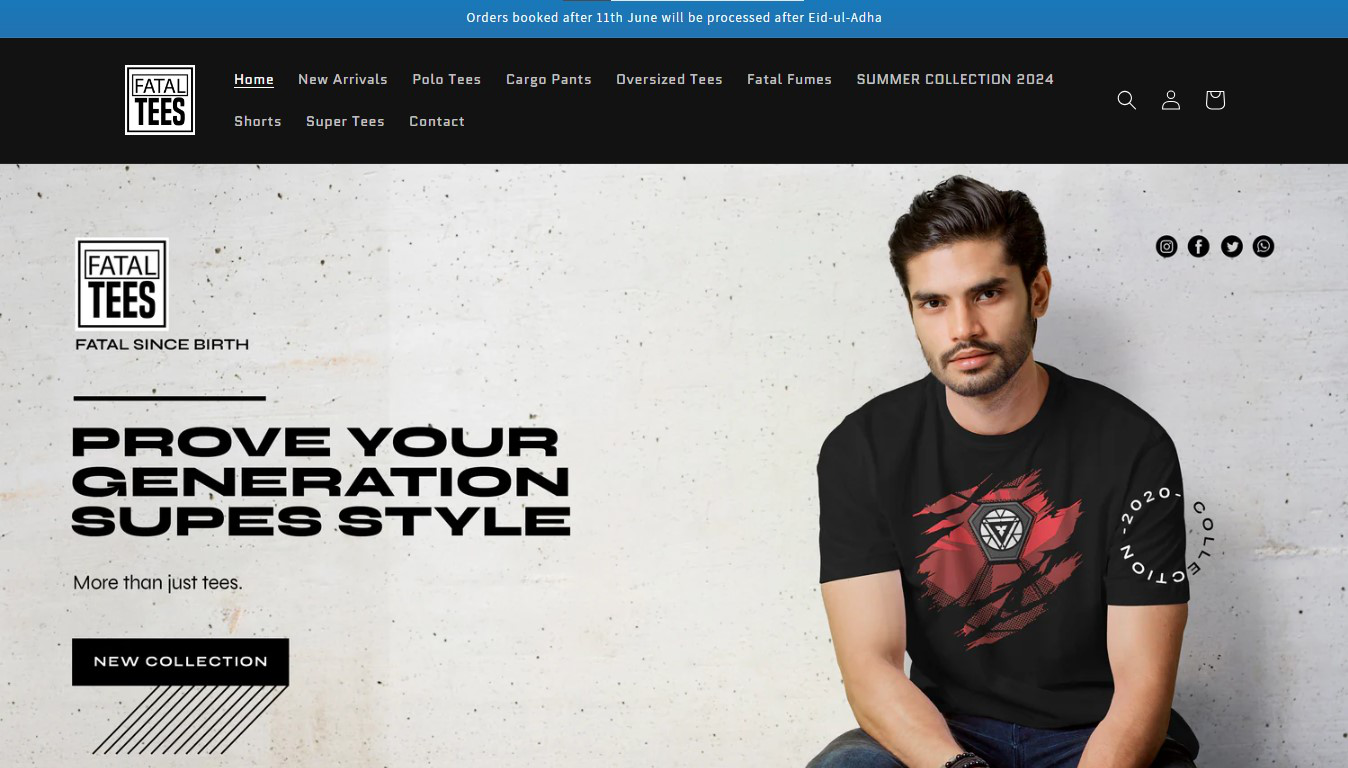 Orders booked after 11th June will be processed after Eid-ul-Adha
FATAL
TEES
Home New Arrivals Polo Tees Cargo Pants Oversized Tees Fatal Fumes SUMMER COLLECTION 2024
Shorts Super Tees Contact
FATAL
TEES
FATAL SINCE BIRTH
PROVE YOUR
GENERATION
SUPES STYLE
More than just tees.
NEW COLLECTION
-2020- COLLECTION